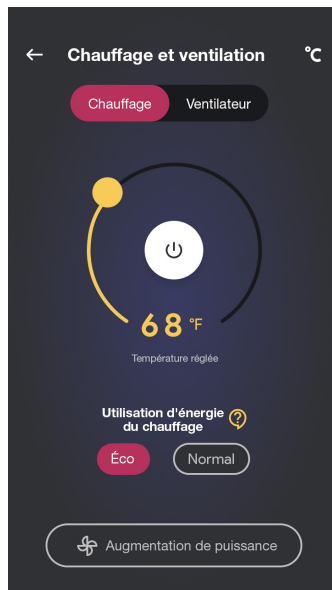 Chauffage et ventilation
°C
Chauffage
Ventilateur
68 °F
Température réglée
Utilisation d'énergie
du chauffage
?
Éco
Normal
Augmentation de puissance